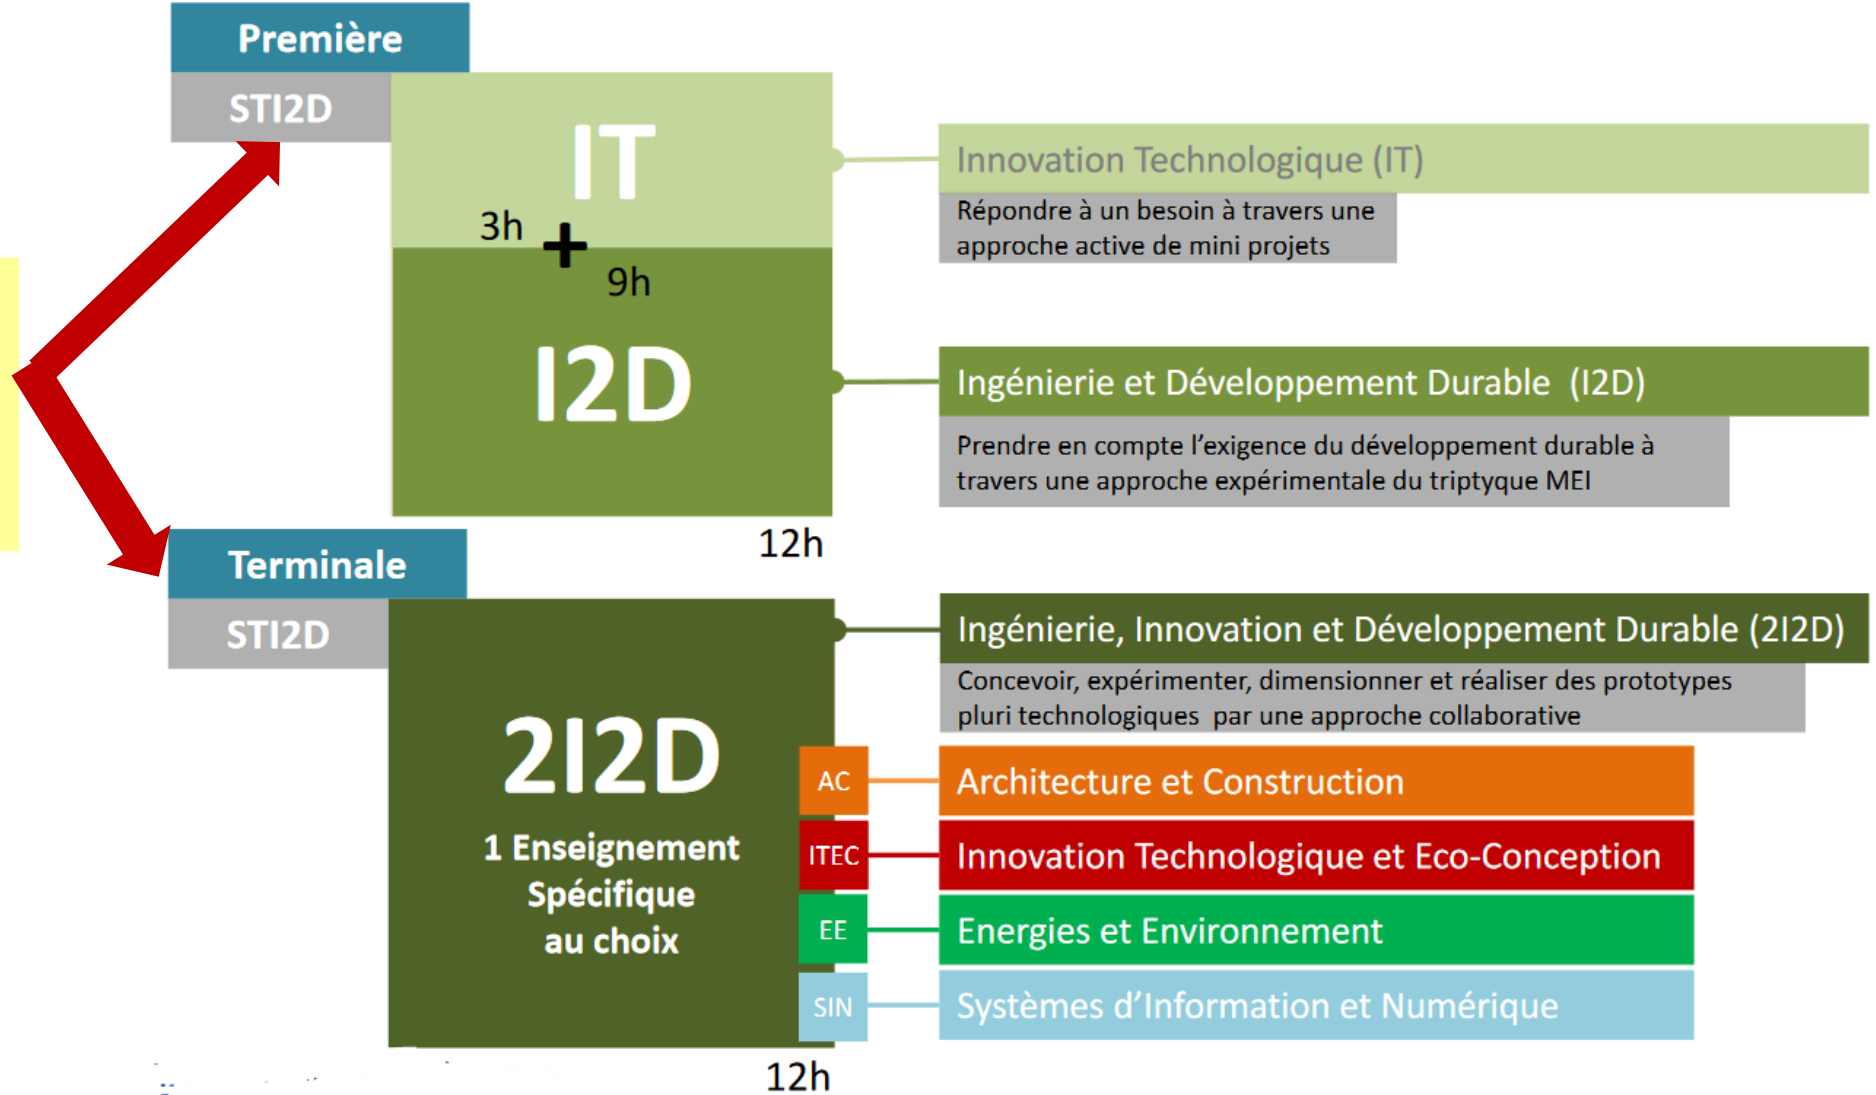 Première
STI2D
IT
3h
+
9h
I2D
12h
Innovation Technologique (IT)
Répondre à un besoin à travers une
approche active de mini projets
Ingénierie et Développement Durable (I2D)
Prendre en compte l'exigence du développement durable à
travers une approche expérimentale du triptyque MEI
Terminale
STI2D
2I2D
1 Enseignement
Spécifique
au choix
12h
Ingénierie, Innovation et Développement Durable (2I2D)
Concevoir, expérimenter, dimensionner et réaliser des prototypes
pluri technologiques par une approche collaborative
AC Architecture et Construction
ITEC Innovation Technologique et Eco-Conception
EE Energies et Environnement
SIN Systèmes d'Information et Numérique